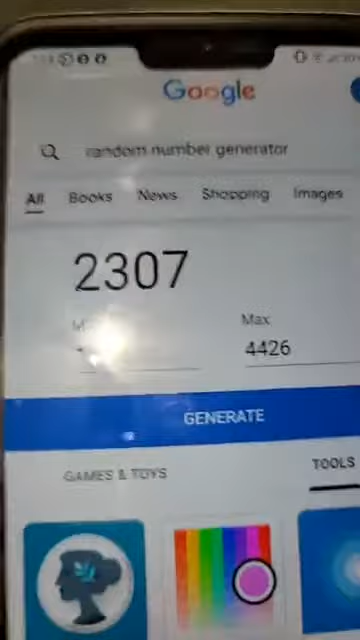 Google
random number generator
All Books News Shopping Images
2307
Max
4426
GENERATE
GAMES & TOYS
TOOLS